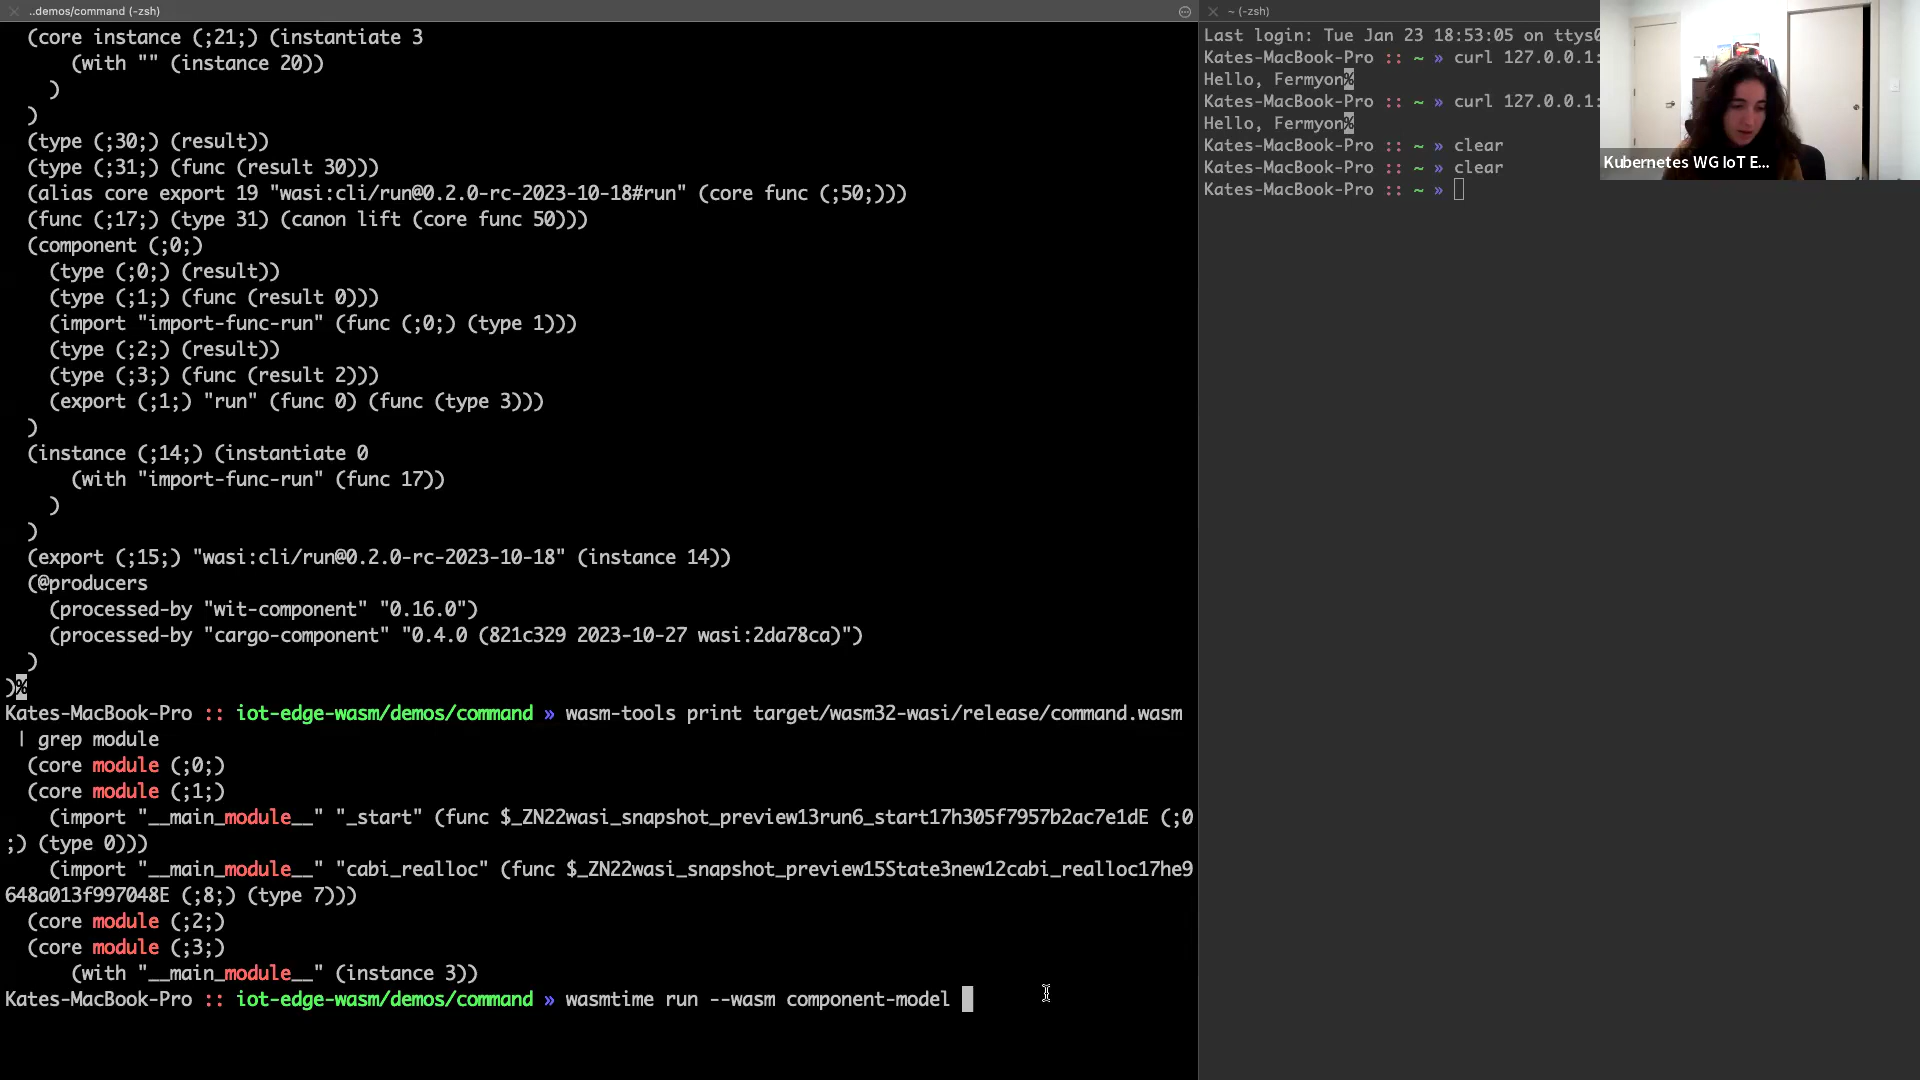 ..demos/command (-zsh)
(core instance (;21;) (instantiate 3
(with "" (instance 20))
)
)
(type (;30;) (result))
(type (;31;) (func (result 30)))
(alias core export 19 "wasi:cli/run@0.2.0-rc-2023-10-18#run" (core func (;50;)))
(func (;17;) (type 31) (canon lift (core func 50)))
(component (;0;)
(type (;0;) (result))
(type (;1;) (func (result 0)))
(import "import-func-run" (func (;0;) (type 1)))
(type (;2;) (result))
(type (;3;) (func (result 2)))
(export (;1;) "run" (func 0) (func (type 3)))
)
(instance (;14;) (instantiate 0
(with "import-func-run" (func 17))
)
)
(export (;15;) "wasi:cli/run@0.2.0-rc-2023-10-18" (instance 14))
(@producers
(processed-by "wit-component" "0.16.0")
(processed-by "cargo-component" "0.4.0 (821c329 2023-10-27 wasi:2da78ca)")
)
)%
Kates-MacBook-Pro :: iot-edge-wasm/demos/command » wasm-tools print target/wasm32-wasi/release/command.wasm
| grep module
(core module (;0;)
(core module (;1;)
(import "__main_module__" "_start" (func $_ZN22wasi_snapshot_preview13run6_start17h305f7957b2ac7e1dE (;0
;) (type 0)))
(import "__main_module__" "cabi_realloc" (func $_ZN22wasi_snapshot_preview15State3new12cabi_realloc17he9
648a013f997048E (;8;) (type 7)))
(core module (;2;)
(core module (;3;)
(with "__main_module__" (instance 3))
Kates-MacBook-Pro :: iot-edge-wasm/demos/command » wasmtime run --wasm component-model
~ (-zsh)
Last login: Tue Jan 23 18:53:05 on ttys0
Kates-MacBook-Pro :: ~ » curl 127.0.0.1:
Hello, Fermyon%
Kates-MacBook-Pro :: ~ » curl 127.0.0.1:
Hello, Fermyon%
Kates-MacBook-Pro :: ~ » clear
Kates-MacBook-Pro :: ~ » clear
Kates-MacBook-Pro :: ~ »
Kubernetes WG IoT E...